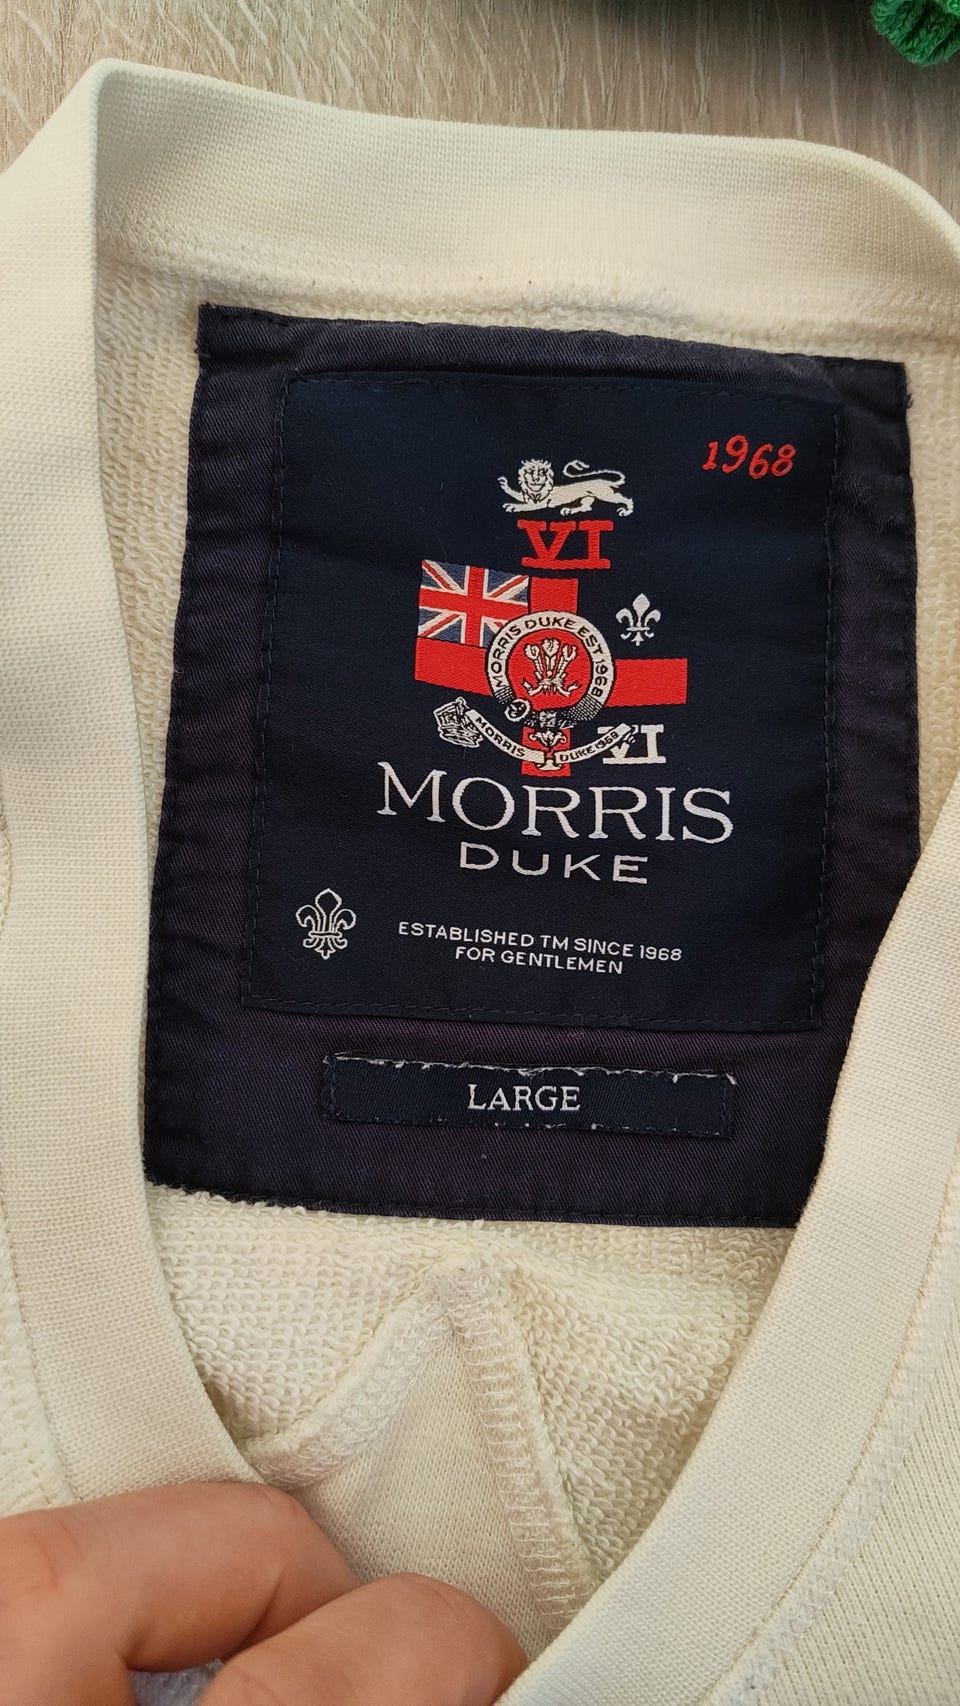 1968
VI
MORRIS DUKE EST 1968
MORRIS DUKE 1968
VI
MORRIS
DUKE
ESTABLISHED TM SINCE 1968
FOR GENTLEMEN
LARGE